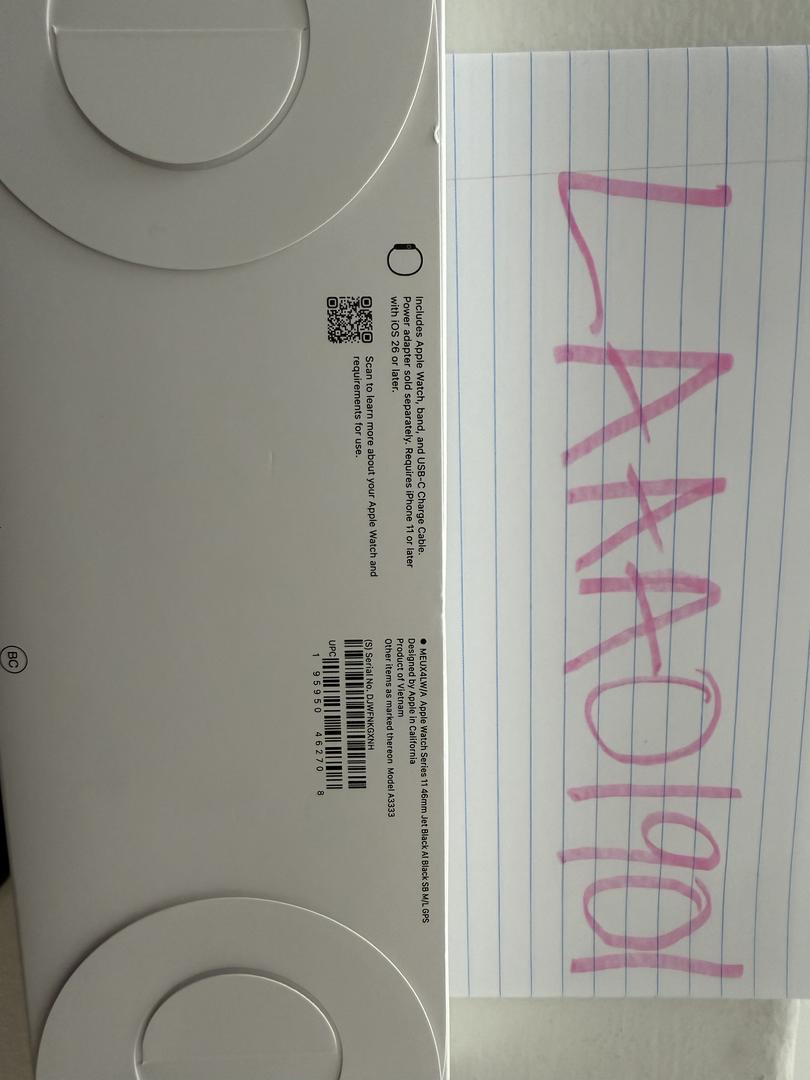 Includes Apple Watch, band, and USB-C Charge Cable.
Power adapter sold separately. Requires iPhone 11 or later
with iOS 26 or later.
Scan to learn more about your Apple Watch and
requirements for use.
MEUX4LW/A Apple Watch Series 11 46mm Jet Black Al Black SB M/L GPS
Designed by Apple in California
Product of Vietnam
Other items as marked thereon Model A3333
(S) Serial No. DJWFNKGXNH
UPC
1 95950 46270 8
BC
LAAA01901